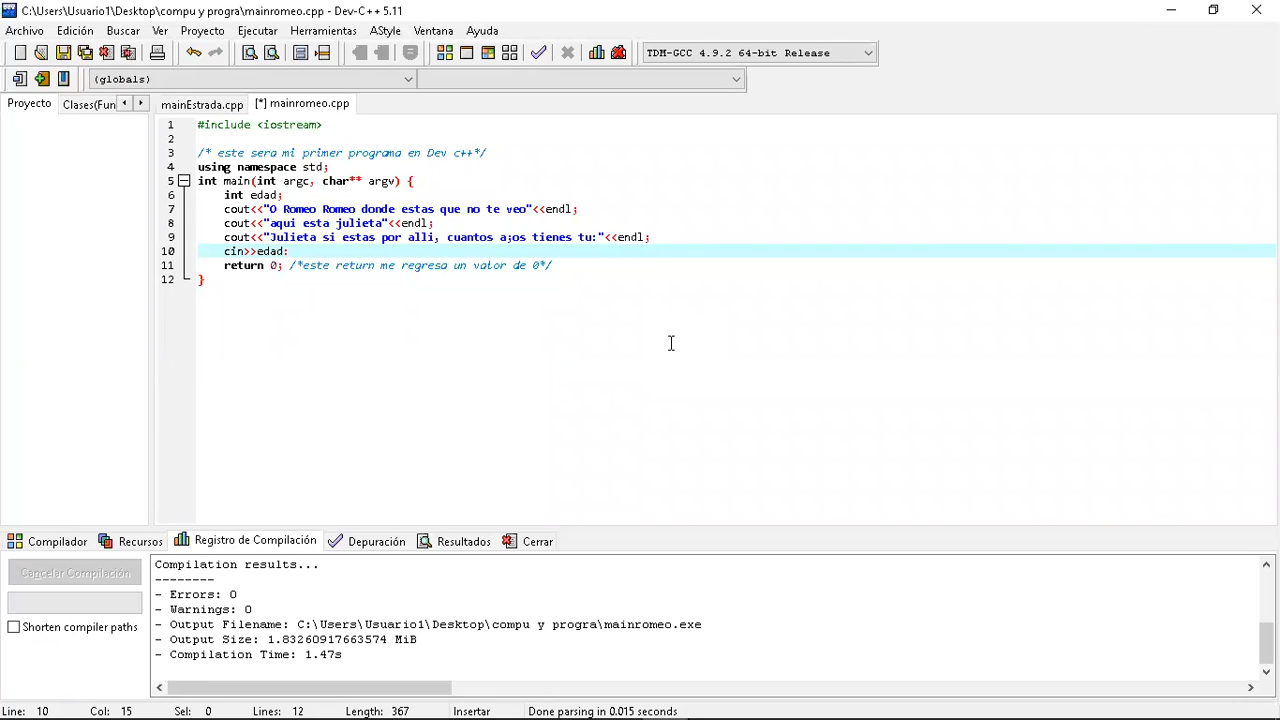 C:\Users\Usuario1\Desktop\compu y progra\mainromeo.cpp - Dev-C++ 5.11
Archivo Edición Buscar Ver Proyecto Ejecutar Herramientas AStyle Ventana Ayuda
TDM-GCC 4.9.2 64-bit Release
(globals)
Proyecto Clases(Fun mainEstrada.cpp [*] mainromeo.cpp
1 #include <iostream>
2
3 /* este sera mi primer programa en Dev c++*/
4 using namespace std;
5 int main(int argc, char** argv) {
6 int edad;
7 cout<<"O Romeo Romeo donde estas que no te veo"<<endl;
8 cout<<"aqui esta julieta"<<endl;
9 cout<<"Julieta si estas por alli, cuantos a;os tienes tu:"<<endl;
10 cin>>edad:
11 return 0; /*este return me regresa un valor de 0*/
12 }
Compilador Recursos Registro de Compilación Depuración Resultados Cerrar
Cancelar Compilación
Shorten compiler paths
Compilation results...
--------
- Errors: 0
- Warnings: 0
- Output Filename: C:\Users\Usuario1\Desktop\compu y progra\mainromeo.exe
- Output Size: 1.83260917663574 MiB
- Compilation Time: 1.47s
Line: 10 Col: 15 Sel: 0 Lines: 12 Length: 367 Insertar Done parsing in 0.015 seconds